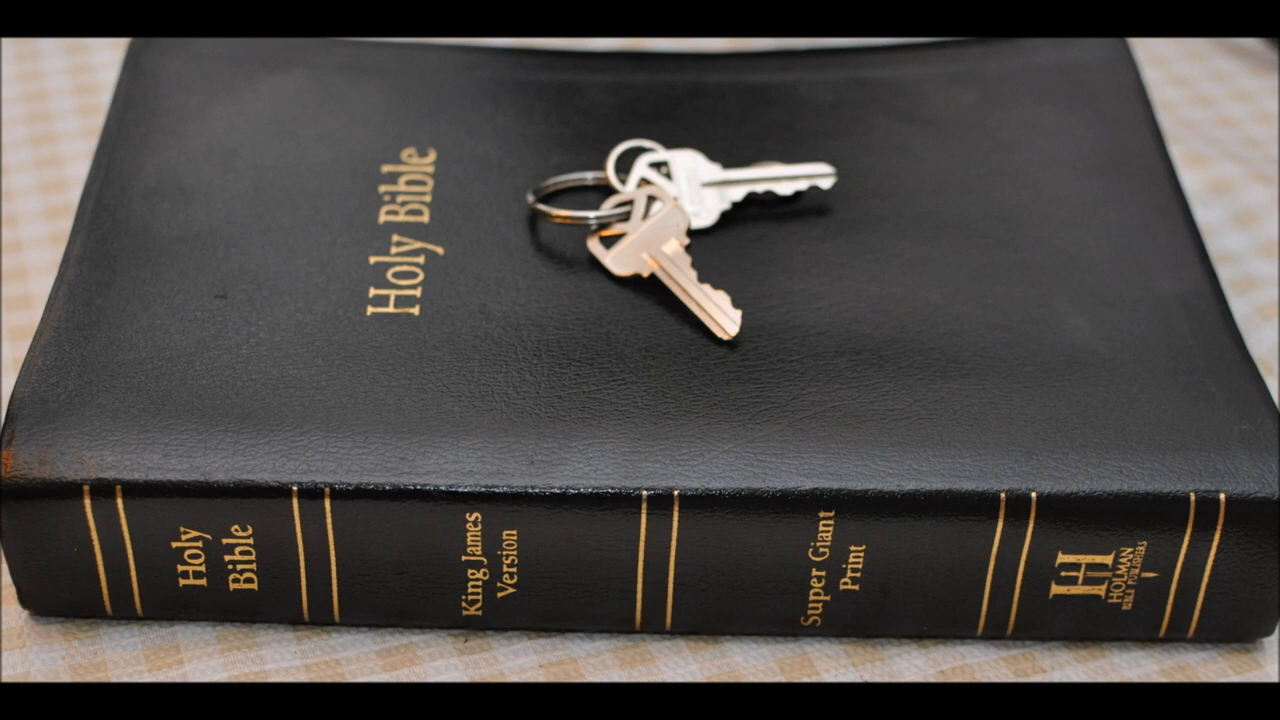 Holy Bible
Holy
Bible
King James
Version
Super Giant
Print
HOLMAN
BIBLE PUBLISHERS